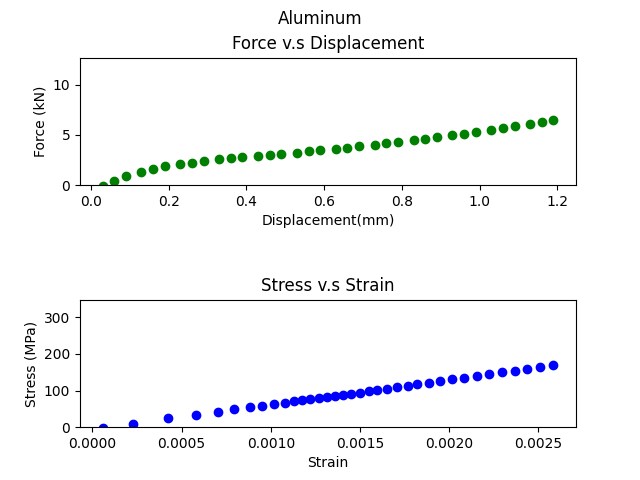 Aluminum
Force v.s Displacement
Force (kN)
10
5
0
0.0 0.2 0.4 0.6 0.8 1.0 1.2
Displacement(mm)
Stress v.s Strain
Stress (MPa)
300
200
100
0
0.0000 0.0005 0.0010 0.0015 0.0020 0.0025
Strain